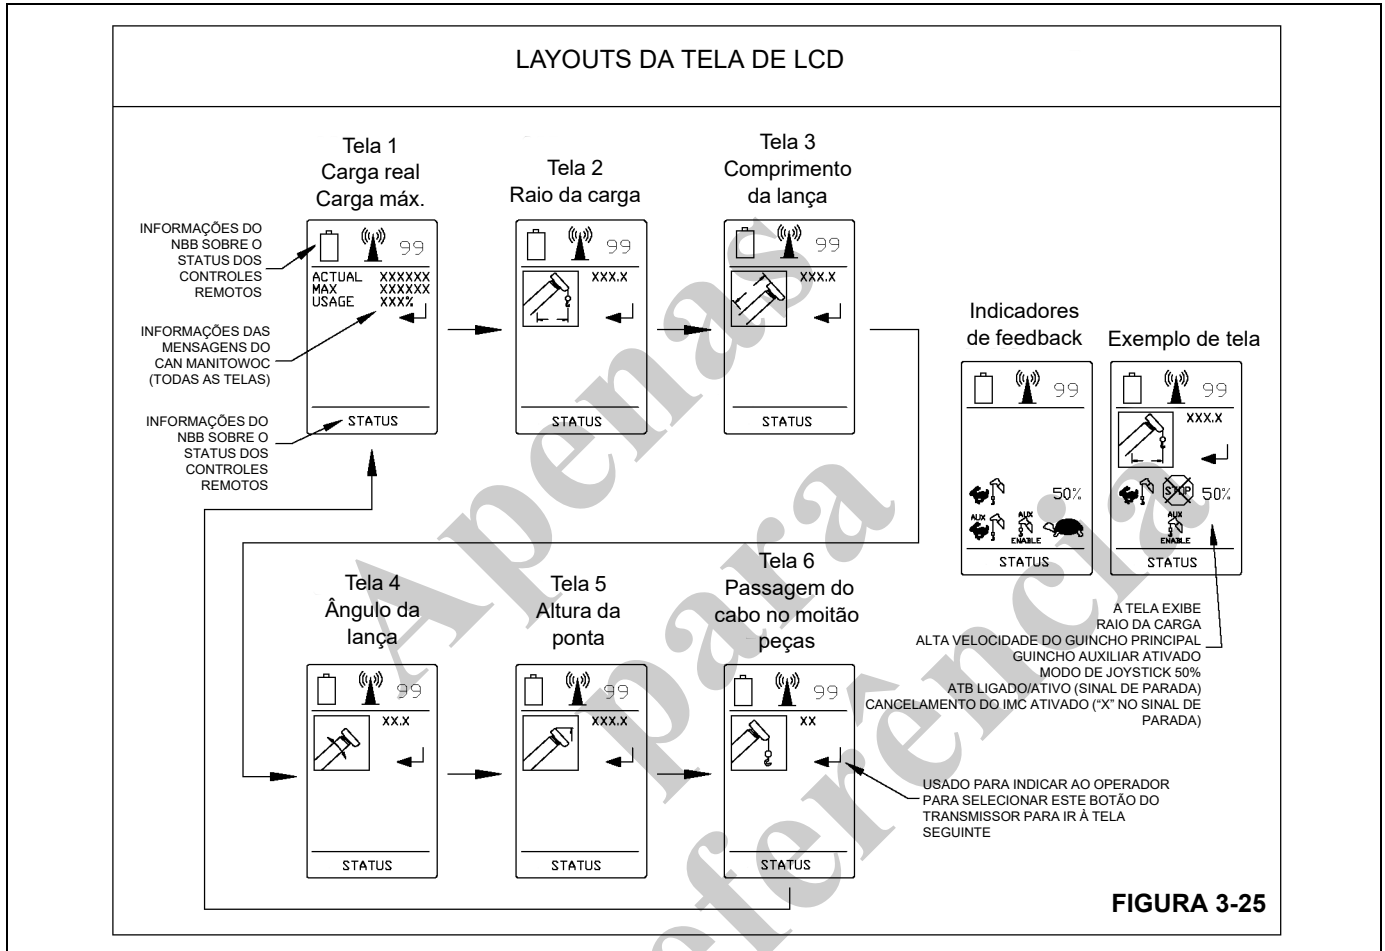 LAYOUTS DA TELA DE LCD
Tela 1
Carga real
Carga máx.
Tela 2
Raio da carga
Tela 3
Comprimento
da lança
INFORMAÇÕES DO
NBB SOBRE O
STATUS DOS
CONTROLES
REMOTOS
99
ACTUAL XXXXXX
MAX XXXXXX
USAGE XXX%
STATUS
99
XXX.X
STATUS
99
XXX.X
STATUS
INFORMAÇÕES DAS
MENSAGENS DO
CAN MANITOWOC
(TODAS AS TELAS)
INFORMAÇÕES DO
NBB SOBRE O
STATUS DOS
CONTROLES
REMOTOS
Indicadores
de feedback
99
50%
AUX
AUX
ENABLE
STATUS
Exemplo de tela
99
XXX.X
STOP
50%
AUX
ENABLE
STATUS
A TELA EXIBE
RAIO DA CARGA
ALTA VELOCIDADE DO GUINCHO PRINCIPAL
GUINCHO AUXILIAR ATIVADO
MODO DE JOYSTICK 50%
ATB LIGADO/ATIVO (SINAL DE PARADA)
CANCELAMENTO DO IMC ATIVADO (“X” NO SINAL DE
PARADA)
Tela 4
Ângulo da
lança
99
XX.X
STATUS
Tela 5
Altura da
ponta
99
XXX.X
STATUS
Tela 6
Passagem do
cabo no moitão
peças
99
XX
STATUS
USADO PARA INDICAR AO OPERADOR
PARA SELECIONAR ESTE BOTÃO DO
TRANSMISSOR PARA IR À TELA
SEGUINTE
FIGURA 3-25
Apenas
para
Referência